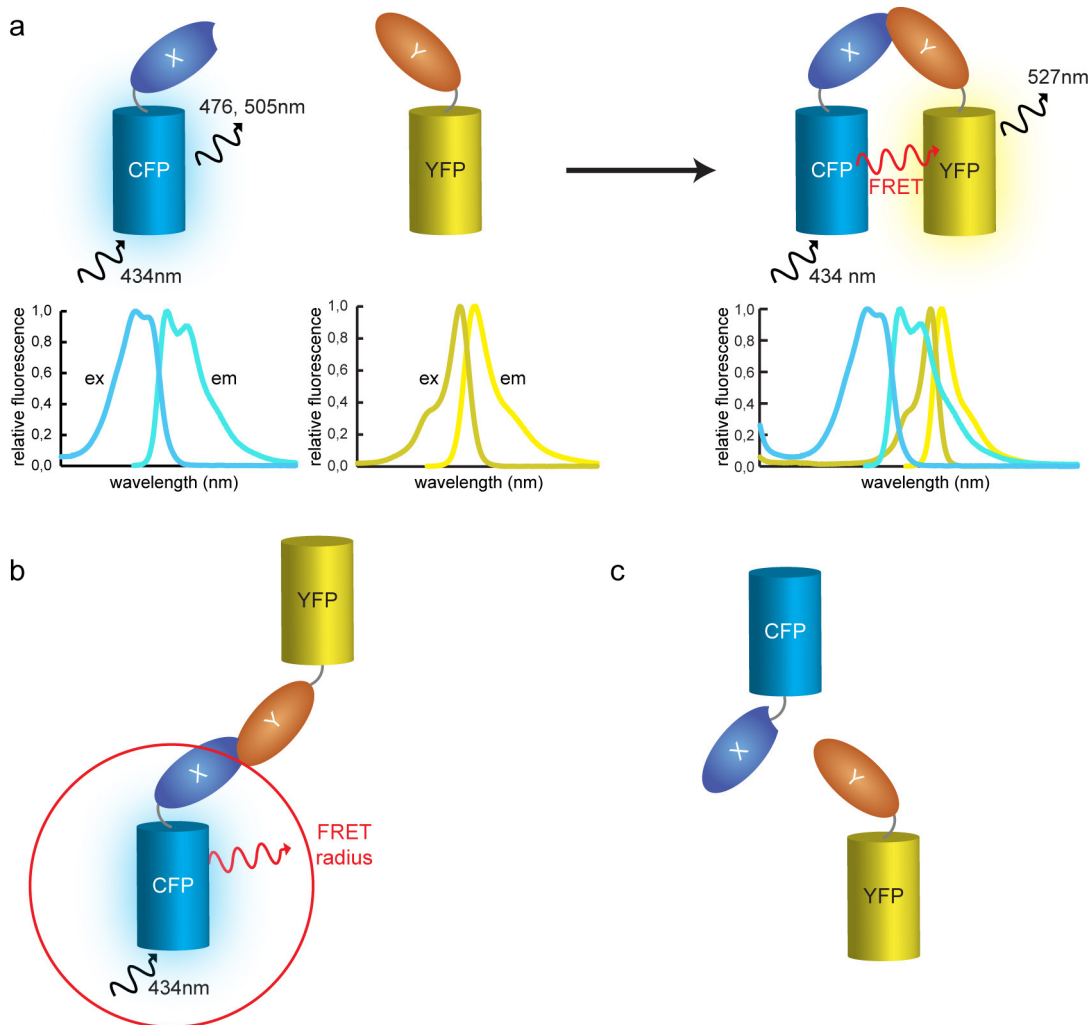 a
X
476, 505nm
CFP
434nm
Y
YFP
X
Y
527nm
CFP
FRET
YFP
434 nm
relative fluorescence
1,0
0,8
0,6
0,4
0,2
0,0
ex
em
wavelength (nm)
relative fluorescence
1,0
0,8
0,6
0,4
0,2
0,0
ex
em
wavelength (nm)
relative fluorescence
1,0
0,8
0,6
0,4
0,2
0,0
wavelength (nm)
b
YFP
Y
X
FRET
radius
CFP
434nm
c
CFP
X
Y
YFP